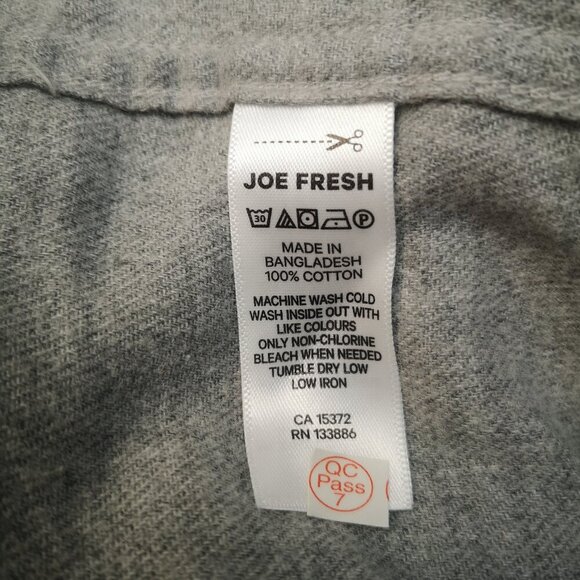 JOE FRESH
30 P
MADE IN
BANGLADESH
100% COTTON
MACHINE WASH COLD
WASH INSIDE OUT WITH
LIKE COLOURS
ONLY NON-CHLORINE
BLEACH WHEN NEEDED
TUMBLE DRY LOW
LOW IRON
CA 15372
RN 133886
QC
Pass
7